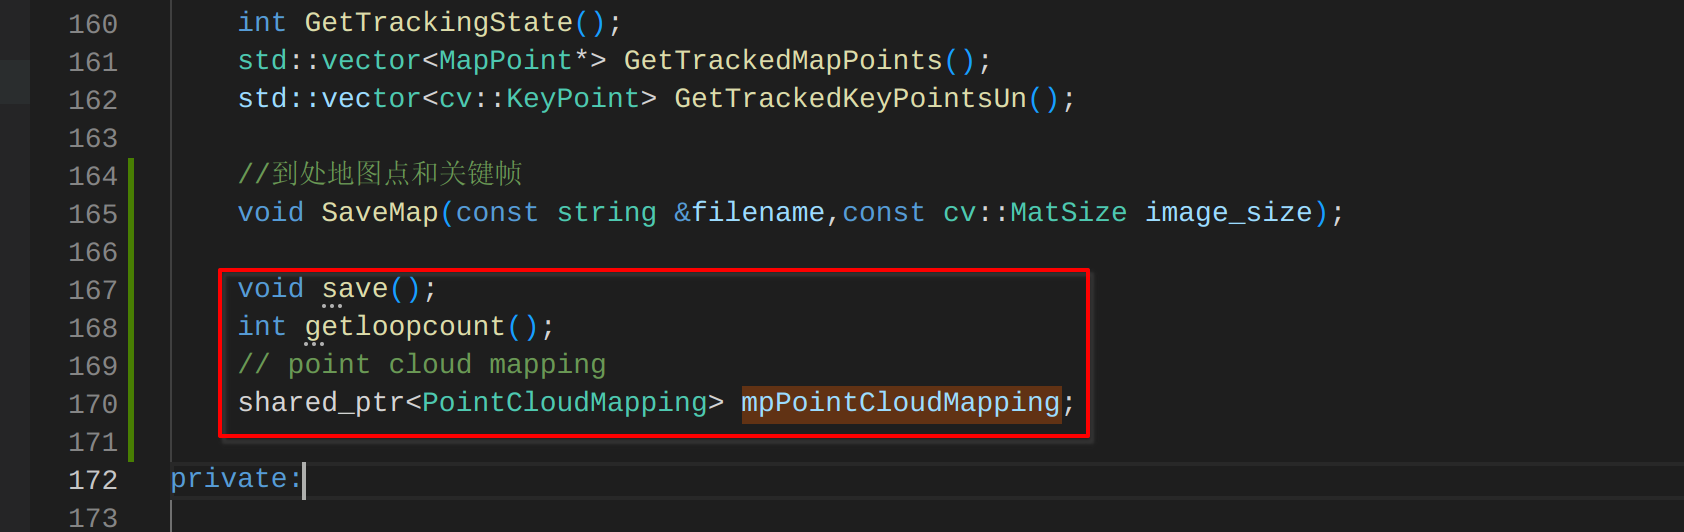 160 int GetTrackingState();
161 std::vector<MapPoint*> GetTrackedMapPoints();
162 std::vector<cv::KeyPoint> GetTrackedKeyPointsUn();
163
164 //到处地图点和关键帧
165 void SaveMap(const string &filename,const cv::MatSize image_size);
166
167 void save();
168 int getloopcount();
169 // point cloud mapping
170 shared_ptr<PointCloudMapping> mpPointCloudMapping;
171
172 private:
173